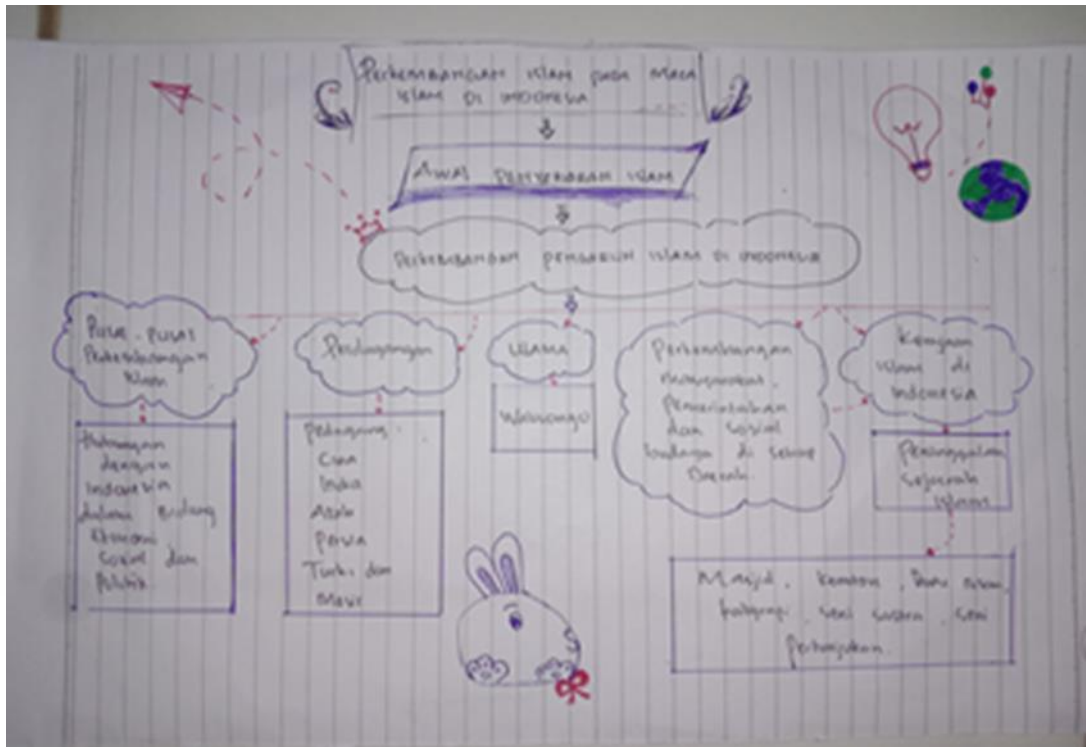 Perkembangan Islam pada masa
Islam di Indonesia
Awal Penyebaran Islam
Perkembangan pengaruh Islam di Indonesia
Pusat-pusat
Perkembangan
Islam
Hubungan
dengan
Indonesia
dalam Bidang
Ekonomi
Sosial dan
Politik
Perdagangan
Pedagang:
Cina
India
Arab
Persia
Turki dan
Mesir
Ulama
Walisongo
Perkembangan
masyarakat,
Pemerintahan
dan sosial
budaya di setiap
Daerah.
Kerajaan
Islam di
Indonesia
Peninggalan
Sejarah
Islam
Masjid, keraton, Batu nisan,
kaligrafi, seni sastra, seni
Pertunjukan.